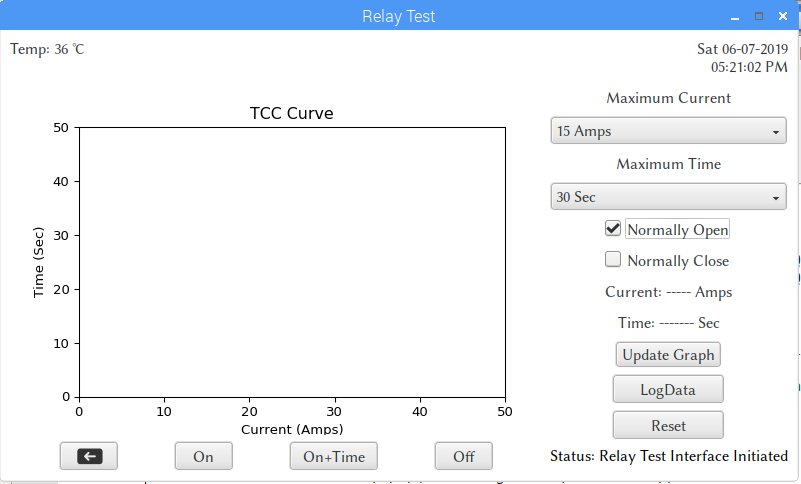 Relay Test
Temp: 36 ℃
Sat 06-07-2019
05:21:02 PM
TCC Curve
50
40
30
20
10
0
Time (Sec)
0 10 20 30 40 50
Current (Amps)
Maximum Current
15 Amps
Maximum Time
30 Sec
Normally Open
Normally Close
Current: ----- Amps
Time: ------- Sec
Update Graph
LogData
Reset
On
On+Time
Off
Status: Relay Test Interface Initiated